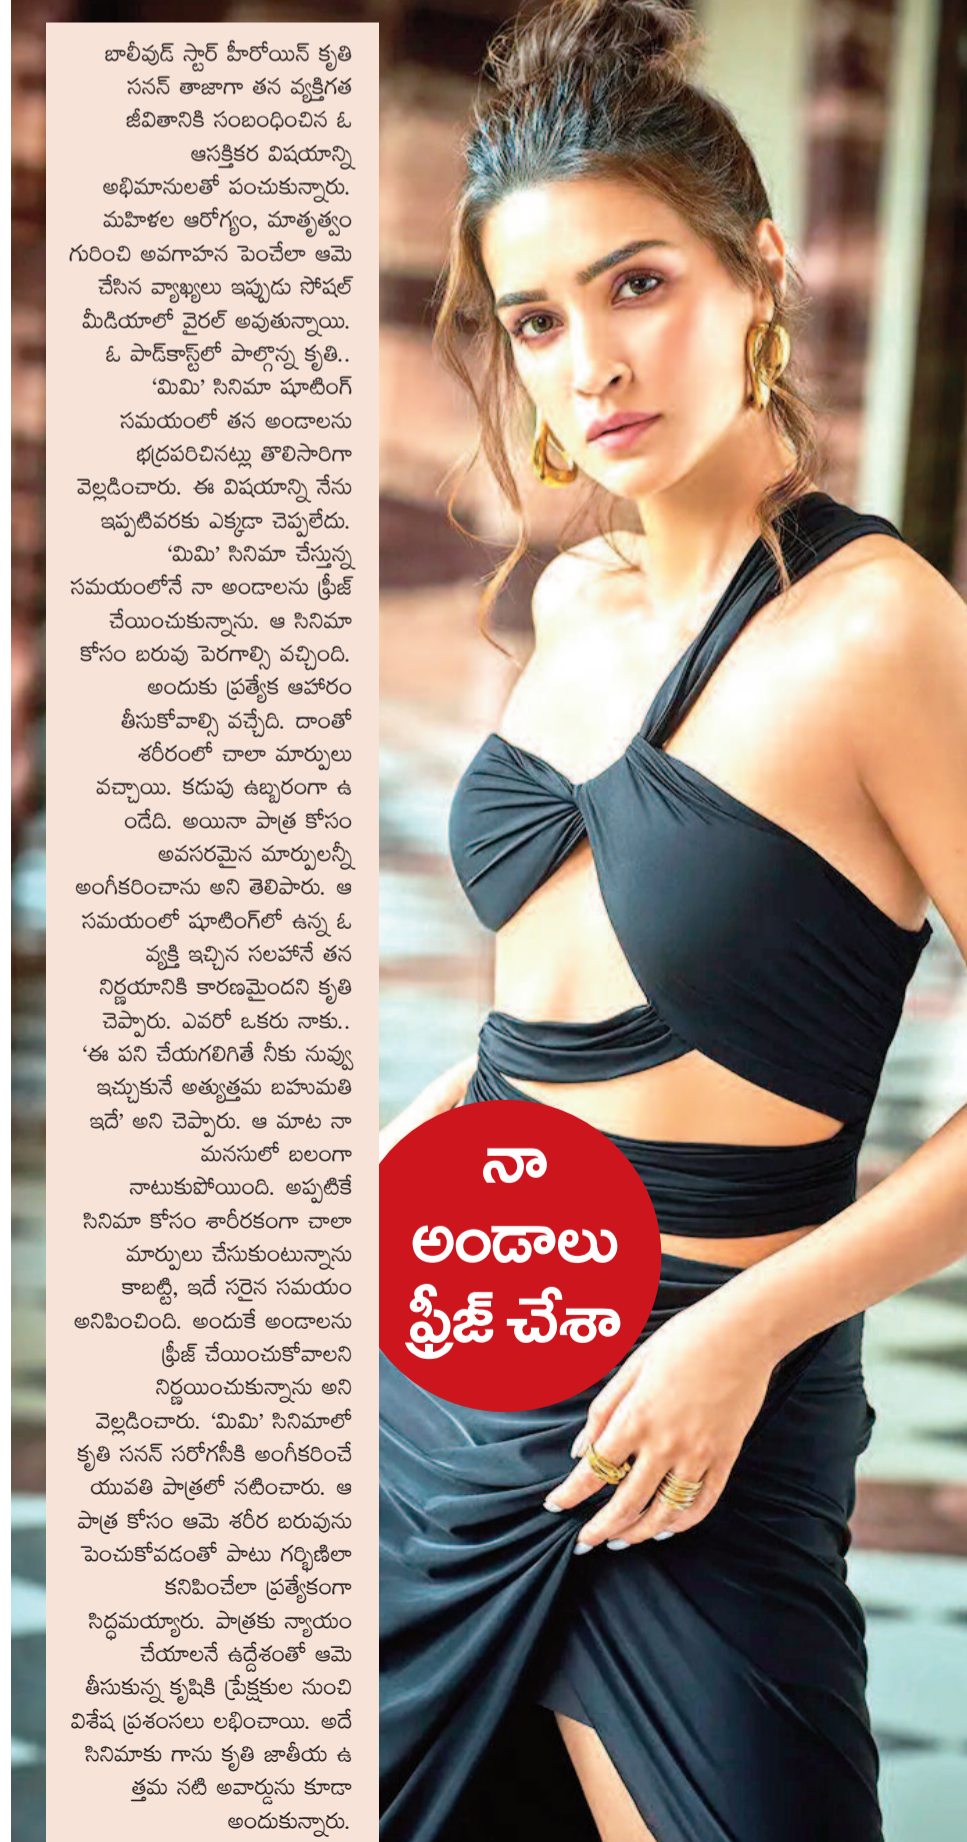 బాలీవుడ్ స్టార్ హీరోయిన్ కృతి
సనన్ తాజాగా తన వ్యక్తిగత
జీవితానికి సంబంధించిన ఓ
ఆసక్తికర విషయాన్ని
అభిమానులతో పంచుకున్నారు.
మహిళల ఆరోగ్యం, మాతృత్వం
గురించి అవగాహన పెంచేలా ఆమె
చేసిన వ్యాఖ్యలు ఇప్పుడు సోషల్
మీడియాలో వైరల్ అవుతున్నాయి.
ఓ పాడ్‌కాస్ట్‌లో పాల్గొన్న కృతి..
‘మిమి’ సినిమా షూటింగ్
సమయంలో తన అండాలను
భద్రపరిచినట్లు తొలిసారిగా
వెల్లడించారు. ఈ విషయాన్ని నేను
ఇప్పటివరకు ఎక్కడా చెప్పలేదు.
‘మిమి’ సినిమా చేస్తున్న
సమయంలోనే నా అండాలను ఫ్రీజ్
చేయించుకున్నాను. ఆ సినిమా
కోసం బరువు పెరగాల్సి వచ్చింది.
అందుకు ప్రత్యేక ఆహారం
తీసుకోవాల్సి వచ్చేది. దాంతో
శరీరంలో చాలా మార్పులు
వచ్చాయి. కడుపు ఉబ్బరంగా ఉ
ండేది. అయినా పాత్ర కోసం
అవసరమైన మార్పులన్నీ
అంగీకరించాను అని తెలిపారు. ఆ
సమయంలో షూటింగ్‌లో ఉన్న ఓ
వ్యక్తి ఇచ్చిన సలహానే తన
నిర్ణయానికి కారణమైందని కృతి
చెప్పారు. ఎవరో ఒకరు నాకు..
‘ఈ పని చేయగలిగితే నీకు నువ్వు
ఇచ్చుకునే అత్యుత్తమ బహుమతి
ఇదే’ అని చెప్పారు. ఆ మాట నా
మనసులో బలంగా
నాటుకుపోయింది. అప్పటికే
సినిమా కోసం శారీరకంగా చాలా
మార్పులు చేసుకుంటున్నాను
కాబట్టి, ఇదే సరైన సమయం
అనిపించింది. అందుకే అండాలను
ఫ్రీజ్ చేయించుకోవాలని
నిర్ణయించుకున్నాను అని
వెల్లడించారు. ‘మిమి’ సినిమాలో
కృతి సనన్ సరోగసీకి అంగీకరించే
యువతి పాత్రలో నటించారు. ఆ
పాత్ర కోసం ఆమె శరీర బరువును
పెంచుకోవడంతో పాటు గర్భిణిలా
కనిపించేలా ప్రత్యేకంగా
సిద్ధమయ్యారు. పాత్రకు న్యాయం
చేయాలనే ఉద్దేశంతో ఆమె
తీసుకున్న కృషికి ప్రేక్షకుల నుంచి
విశేష ప్రశంసలు లభించాయి. అదే
సినిమాకు గాను కృతి జాతీయ ఉ
త్తమ నటి అవార్డును కూడా
అందుకున్నారు.
నా
అండాలు
ఫ్రీజ్ చేశా